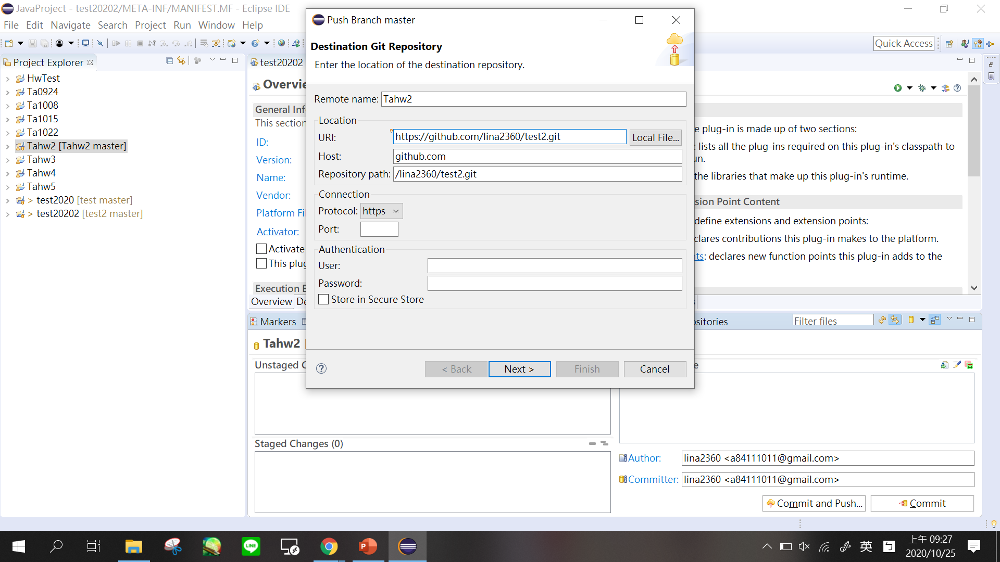 JavaProject - test20202/META-INF/MANIFEST.MF - Eclipse IDE
File Edit Navigate Search Project Run Window Help
Quick Access
Project Explorer
HwTest
Ta0924
Ta1008
Ta1015
Ta1022
Tahw2 [Tahw2 master]
Tahw3
Tahw4
Tahw5
> test2020 [test master]
> test20202 [test2 master]
test20202
Overvie
General Inf
This section
ID:
Version:
Name:
Vendor:
Platform Fi
Activator:
Activate
This plug
Execution E
Overview De
Push Branch master
Destination Git Repository
Enter the location of the destination repository.
Remote name: Tahw2
Location
URI: https://github.com/lina2360/test2.git Local File...
Host: github.com
Repository path: /lina2360/test2.git
Connection
Protocol: https
Port:
Authentication
User:
Password:
Store in Secure Store
< Back Next > Finish Cancel
e plug-in is made up of two sections:
: lists all the plug-ins required on this plug-in's classpath to
un.
the libraries that make up this plug-in's runtime.
sion Point Content
define extensions and extension points:
clares contributions this plug-in makes to the platform.
nts: declares new function points this plug-in adds to the
Markers
ositories
Filter files
Tahw2 [
Unstaged C
e
Staged Changes (0)
Author: lina2360 <a84111011@gmail.com>
Committer: lina2360 <a84111011@gmail.com>
Commit and Push... Commit
LINE
P
英
ㄅ
上午 09:27
2020/10/25